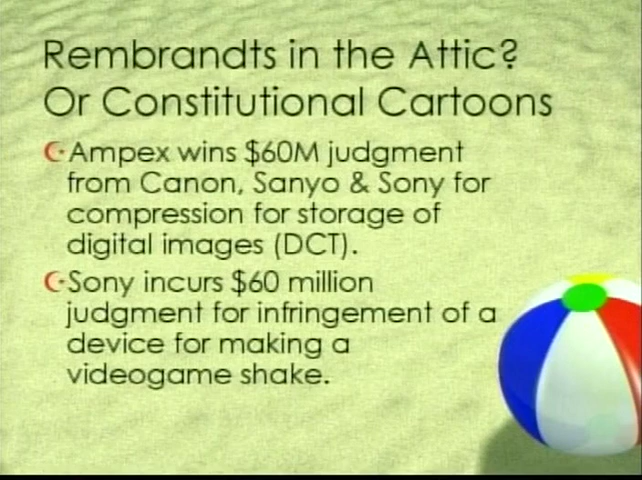 Rembrandts in the Attic?
Or Constitutional Cartoons
Ampex wins $60M judgment
from Canon, Sanyo & Sony for
compression for storage of
digital images (DCT).
Sony incurs $60 million
judgment for infringement of a
device for making a
videogame shake.